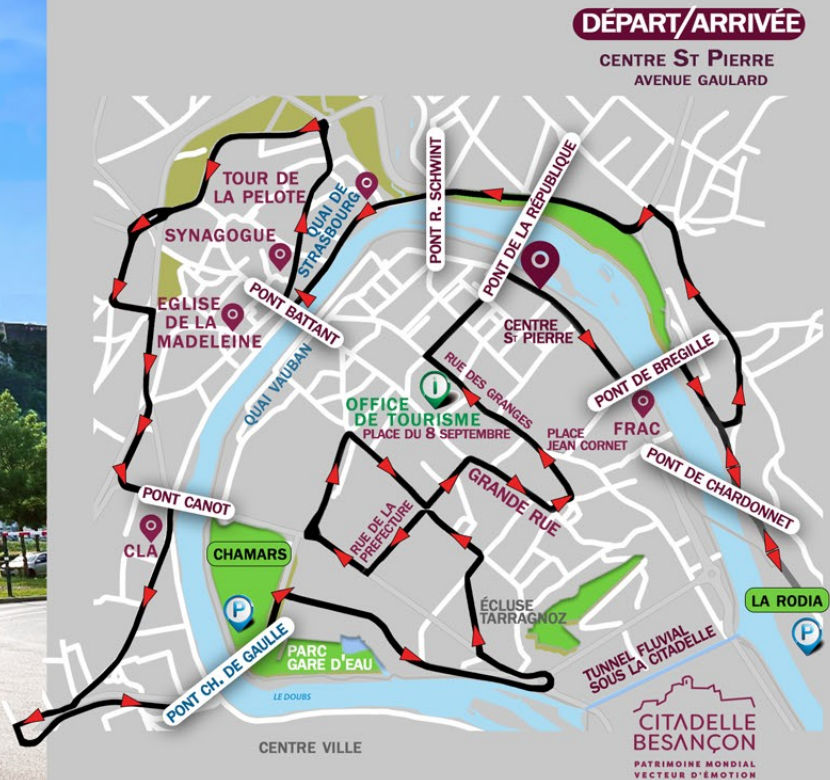 DÉPART/ARRIVÉE
CENTRE ST PIERRE
AVENUE GAULARD
TOUR DE
LA PELOTE
QUAI DE
STRASBOURG
PONT R. SCHWINT
PONT DE LA RÉPUBLIQUE
SYNAGOGUE
EGLISE
DE LA
MADELEINE
PONT BATTANT
QUAI VAUBAN
CENTRE
ST PIERRE
PONT DE BREGILLE
RUE DES GRANGES
i
OFFICE
DE TOURISME
PLACE DU 8 SEPTEMBRE
PLACE
JEAN CORNET
FRAC
PONT DE CHARDONNET
GRANDE RUE
PONT CANOT
RUE DE LA
PREFECTURE
CLA
CHAMARS
P
ÉCLUSE
TARRAGNOZ
LA RODIA
P
PARC
GARE D'EAU
PONT CH. DE GAULLE
TUNNEL FLUVIAL
SOUS LA CITADELLE
LE DOUBS
CENTRE VILLE
CITADELLE
BESANÇON
PATRIMOINE MONDIAL
VECTEUR D'ÉMOTION